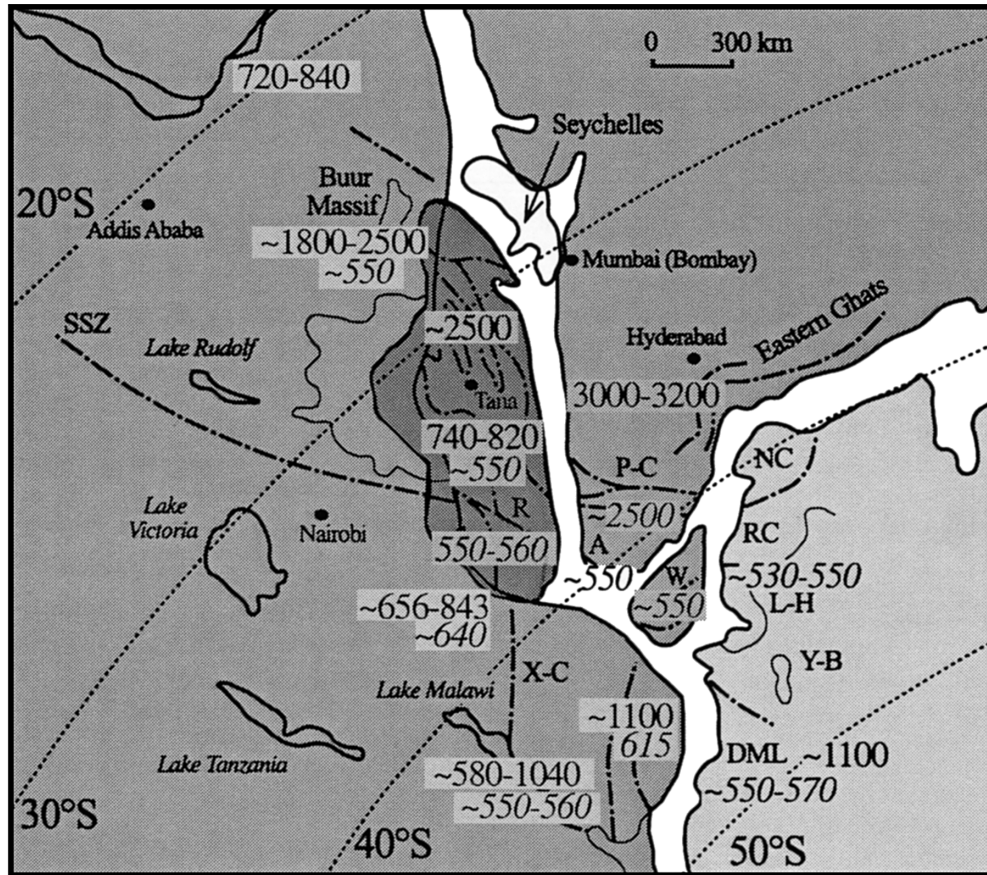 0 300 km
720-840
Seychelles
Buur
Massif
20°S
Addis Ababa
~1800-2500
~550
Mumbai (Bombay)
SSZ
Lake Rudolf
~2500
Hyderabad
Eastern Ghats
Tana
3000-3200
740-820
~550
P-C
NC
Lake
Victoria
Nairobi
R
~2500
RC
550-560
A
~550
W
~550
~530-550
L-H
~656-843
~640
X-C
Y-B
Lake Malawi
~1100
615
Lake Tanzania
DML ~1100
~580-1040
~550-560
~550-570
30°S
40°S
50°S